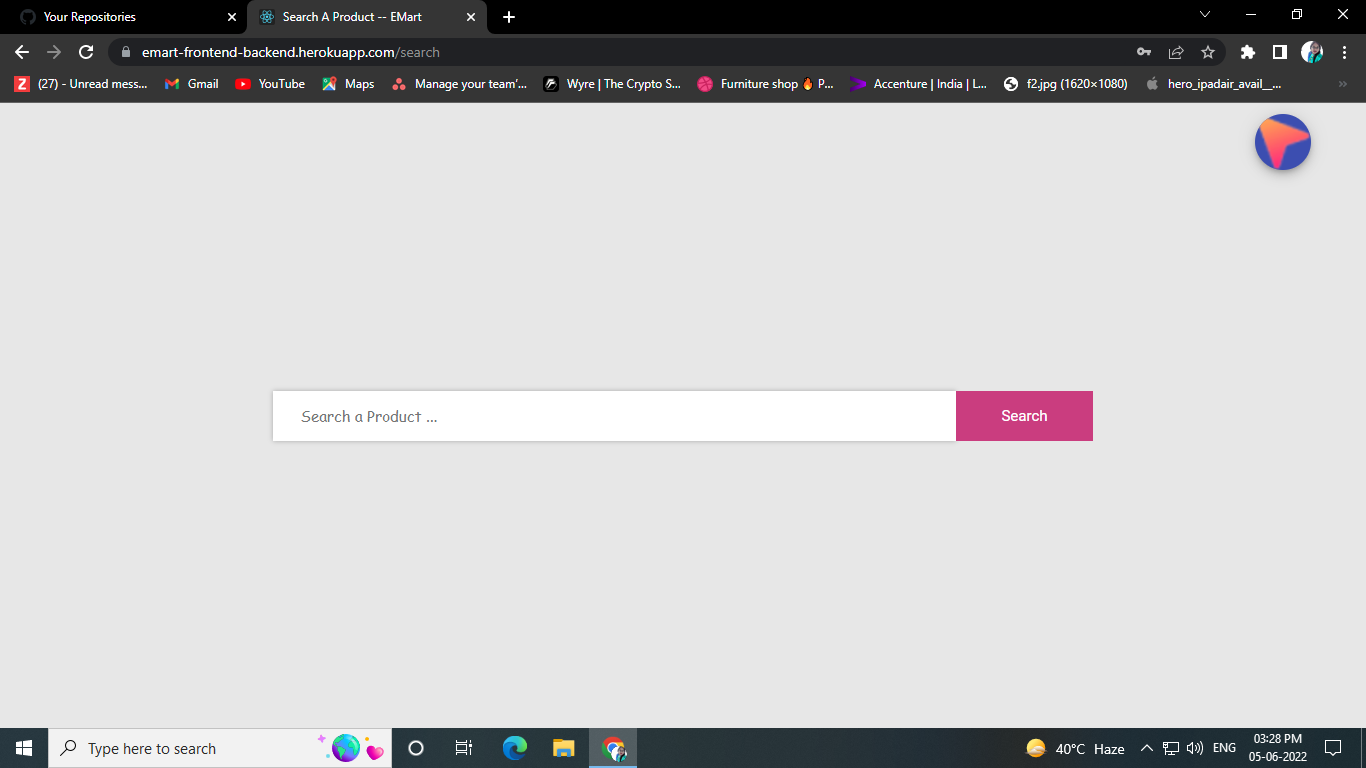 Your Repositories
Search A Product -- EMart
emart-frontend-backend.herokuapp.com/search
(27) - Unread mess...
Gmail
YouTube
Maps
Manage your team'...
Wyre | The Crypto S...
Furniture shop 🔥 P...
Accenture | India | L...
f2.jpg (1620×1080)
hero_ipadair_avail__...
Search a Product ...
Search
Type here to search
40°C Haze
ENG
03:28 PM
05-06-2022